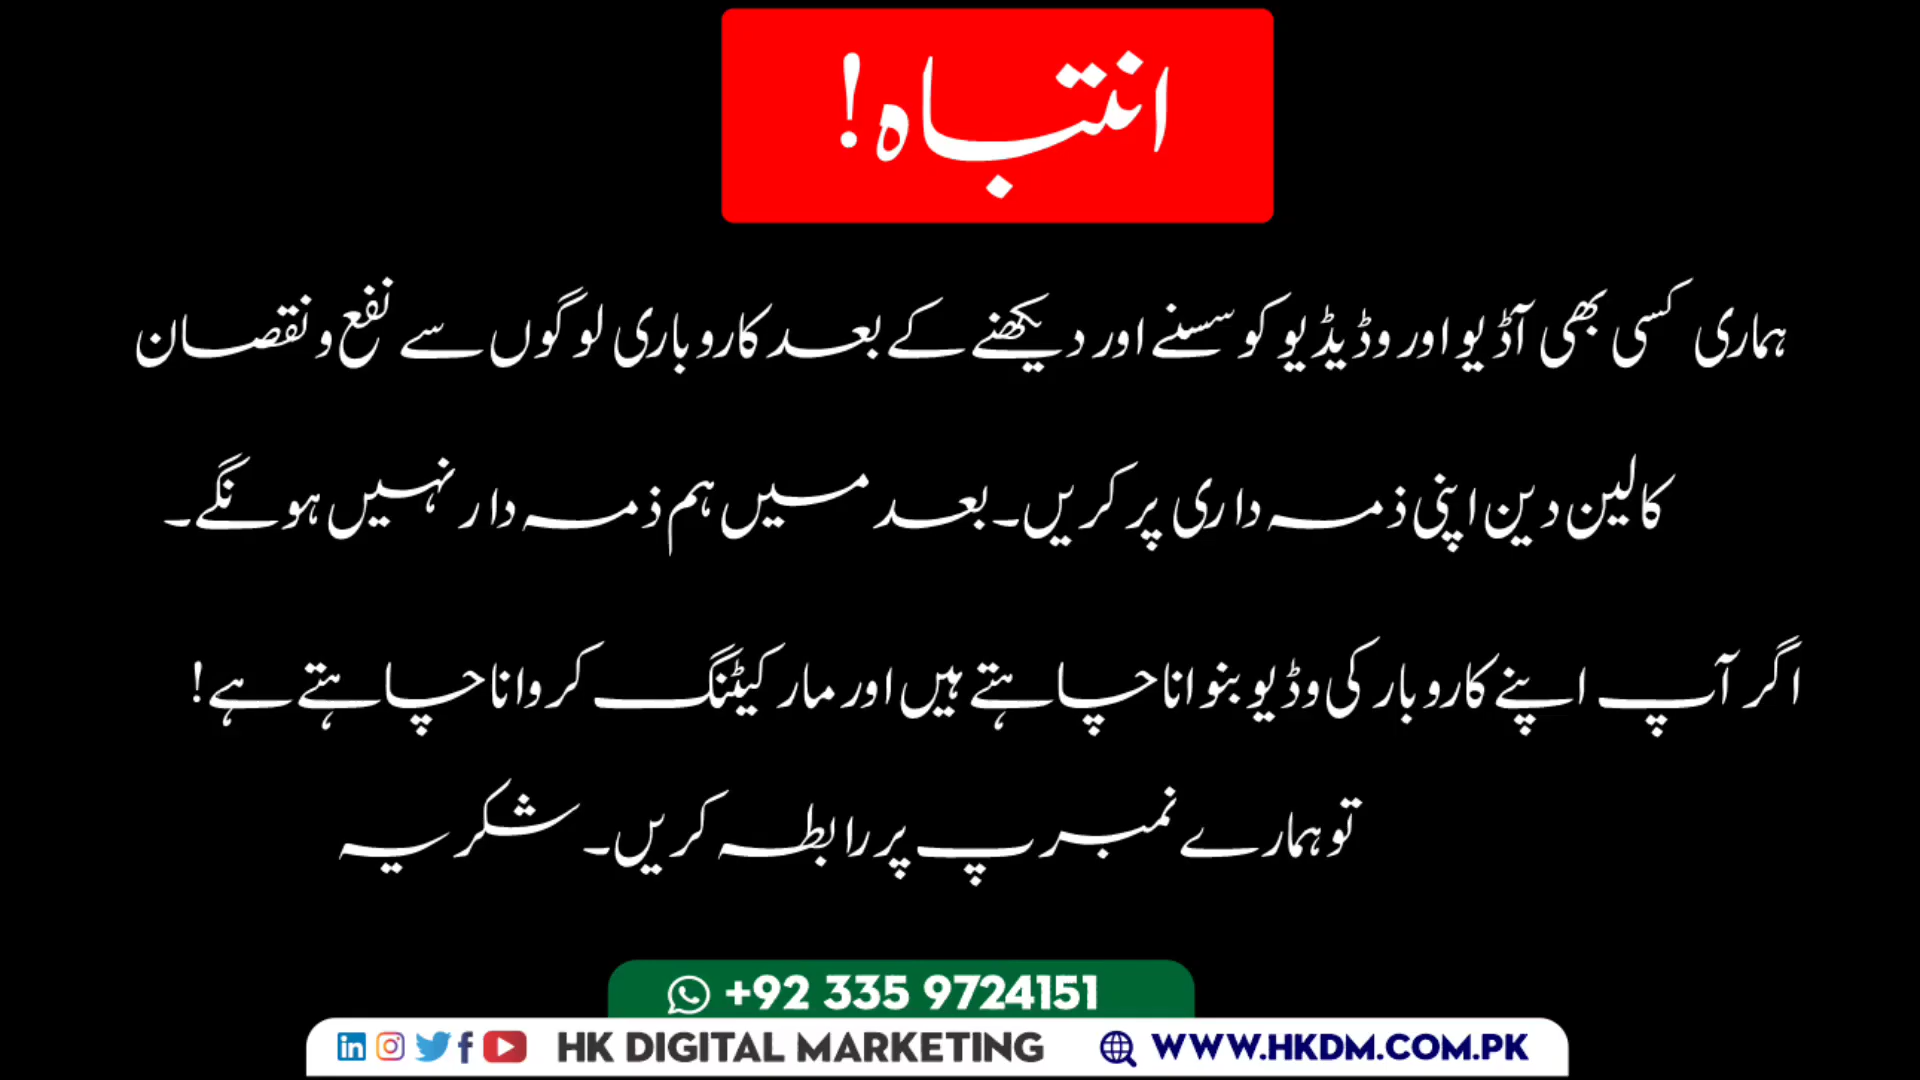 انتباہ!
ہماری کسی بھی آڈیو اور وڈیڈیو کو سسنے اور دیکھنے کے بعد کاروباری لوگوں سے نفع و نقصان
کالین دین اپنی ذمہ داری پر کریں۔ بعد میں ہم ذمہ دار نہیں ہونگے۔
اگر آپ اپنے کاروبار کی وڈیو بنوانا چاہتے ہیں اور مارکیٹنگ کروانا چاہتے ہے!
تو ہمارے نمبر پ پر رابطہ کریں۔ شکریہ
+92 335 9724151
HK DIGITAL MARKETING WWW.HKDM.COM.PK